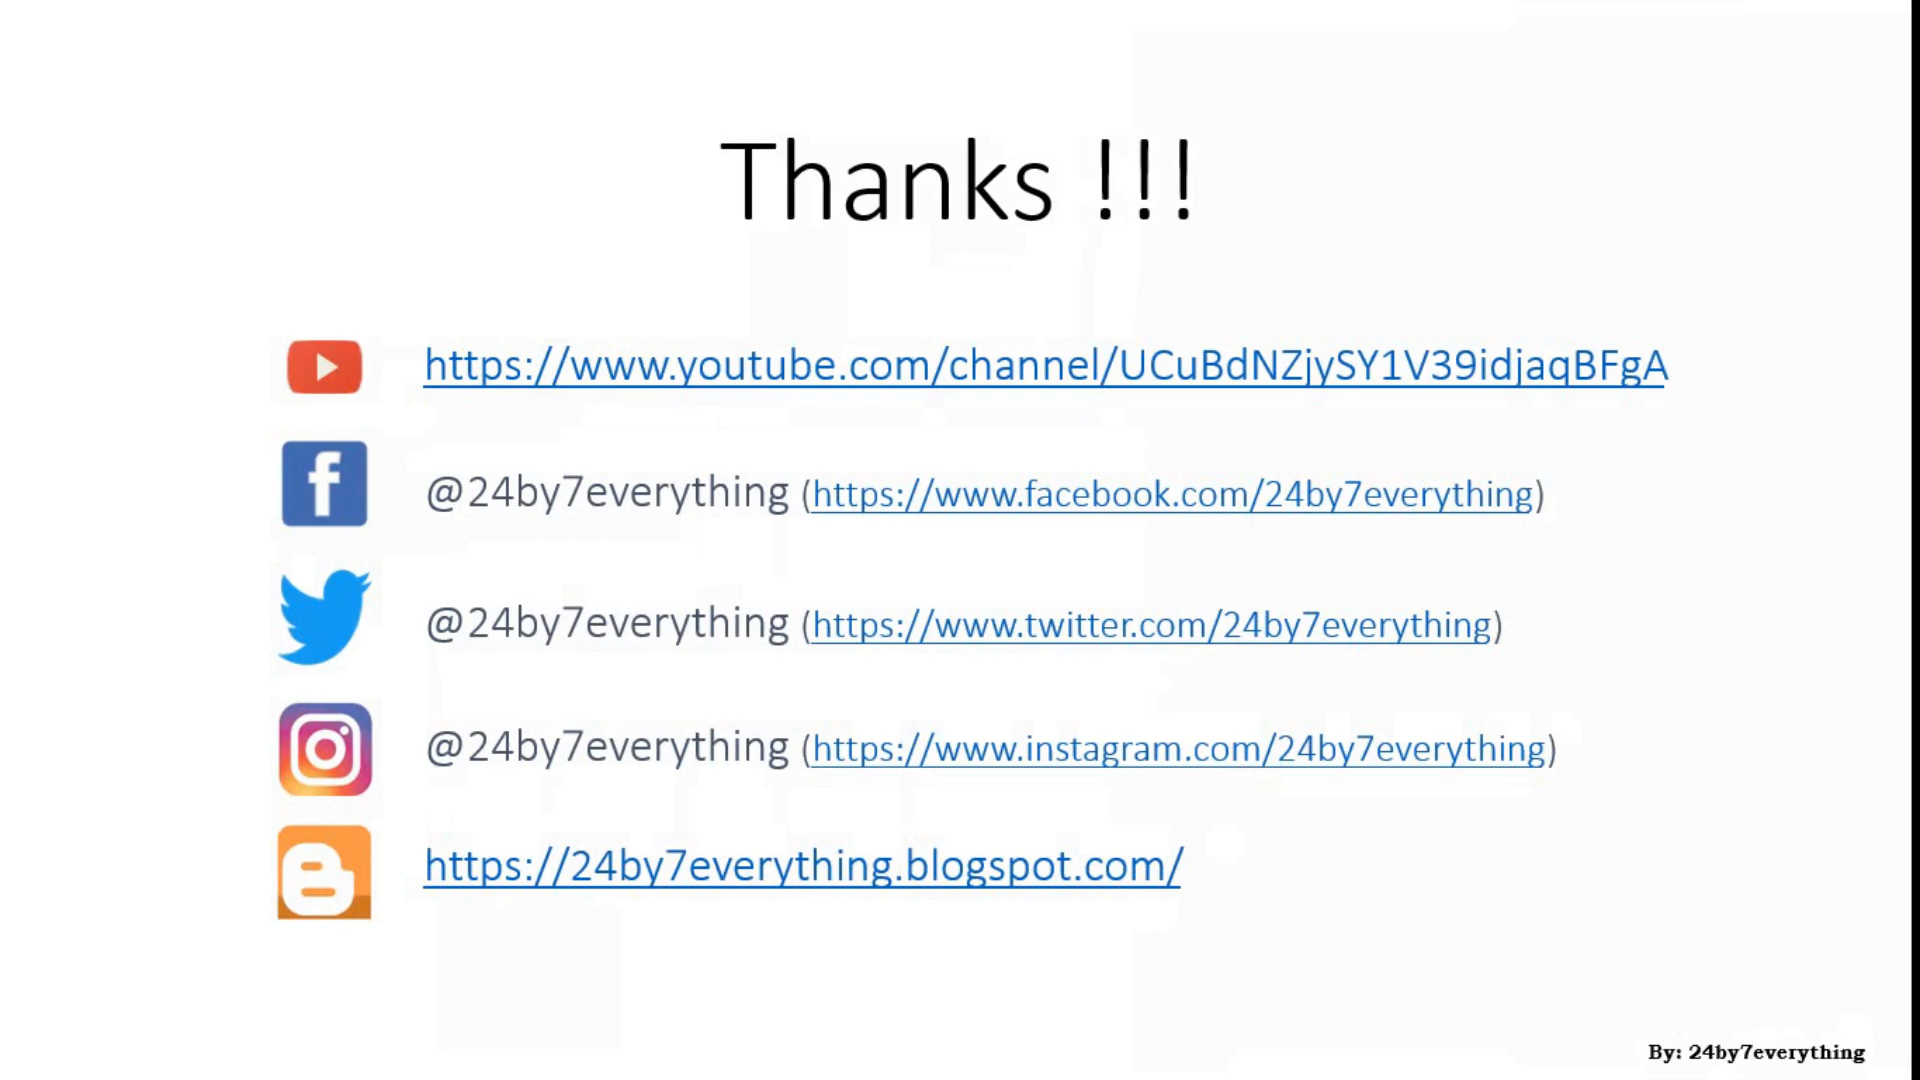 Thanks !!!
https://www.youtube.com/channel/UCuBdNZjySY1V39idjaqBFgA
@24by7everything (https://www.facebook.com/24by7everything)
@24by7everything (https://www.twitter.com/24by7everything)
@24by7everything (https://www.instagram.com/24by7everything)
https://24by7everything.blogspot.com/
By: 24by7everything